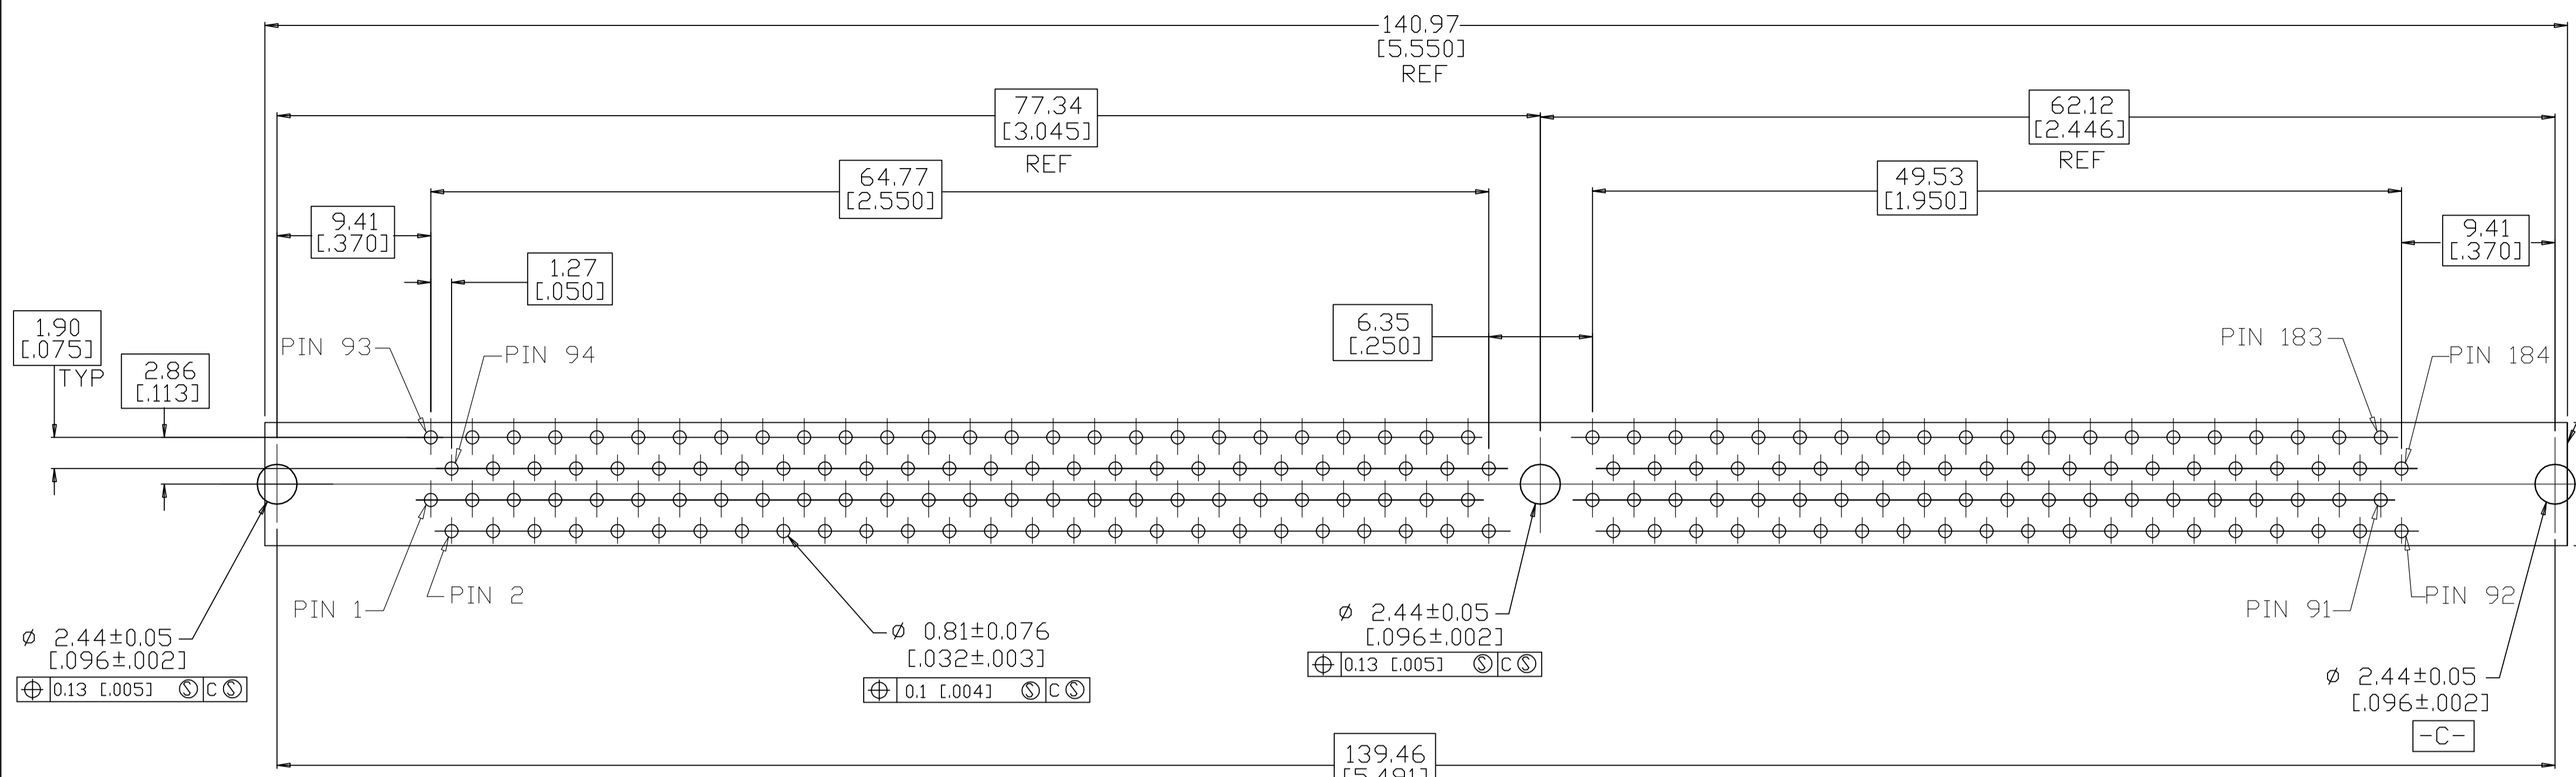 140.97
[5.550]
REF
77.34
[3.045]
REF
62.12
[2.446]
REF
64.77
[2.550]
49.53
[1.950]
9.41
[.370]
9.41
[.370]
1.27
[.050]
6.35
[.250]
1.90
[.075]
TYP
2.86
[.113]
PIN 93
PIN 94
PIN 183
PIN 184
PIN 1
PIN 2
PIN 91
PIN 92
ø 2.44±0.05
[.096±.002]
⌖ 0.13 [.005] Ⓢ C Ⓢ
ø 0.81±0.076
[.032±.003]
⌖ 0.1 [.004] Ⓢ C Ⓢ
ø 2.44±0.05
[.096±.002]
⌖ 0.13 [.005] Ⓢ C Ⓢ
ø 2.44±0.05
[.096±.002]
-C-
139.46
[5.491]